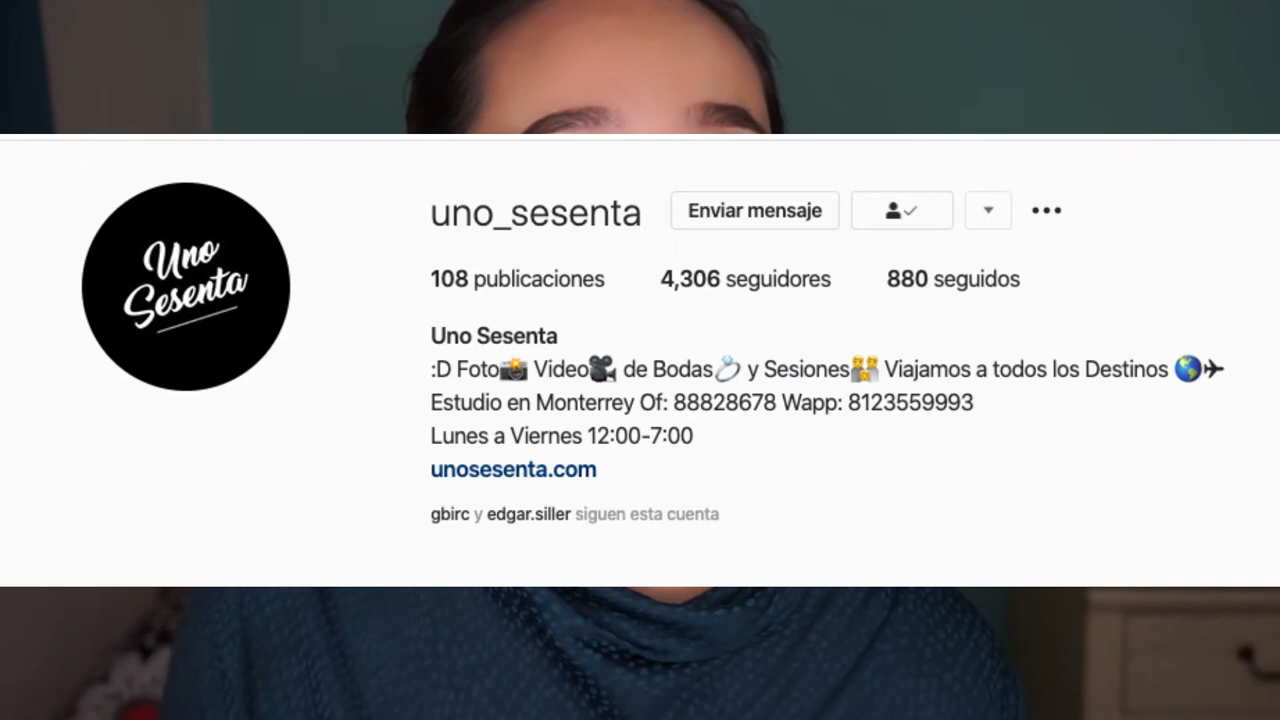 Uno
Sesenta
uno_sesenta Enviar mensaje
108 publicaciones 4,306 seguidores 880 seguidos
Uno Sesenta
:D Foto📸 Video🎥 de Bodas💍 y Sesiones👨‍👩‍👧 Viajamos a todos los Destinos 🌎✈
Estudio en Monterrey Of: 88828678 Wapp: 8123559993
Lunes a Viernes 12:00-7:00
unosesenta.com
gbirc y edgar.siller siguen esta cuenta